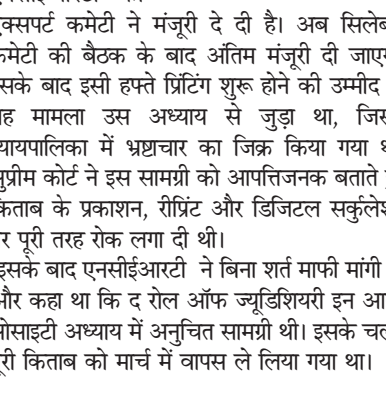 क्सपर्ट कमेटी ने मंजूरी दे दी है। अब सिलेब
कमेटी की बैठक के बाद अंतिम मंजूरी दी जाए
सके बाद इसी हफ्ते प्रिंटिंग शुरू होने की उम्मीद
ह मामला उस अध्याय से जुड़ा था, जिस
यायपालिका में भ्रष्टाचार का जिक्र किया गया थ
सुप्रीम कोर्ट ने इस सामग्री को आपत्तिजनक बताते
केताब के प्रकाशन, रीप्रिंट और डिजिटल सर्कुलेश
र पूरी तरह रोक लगा दी थी।
इसके बाद एनसीईआरटी ने बिना शर्त माफी मांगी
और कहा था कि द रोल ऑफ ज्यूडिशियरी इन आ
सोसाइटी अध्याय में अनुचित सामग्री थी। इसके चल
पूरी किताब को मार्च में वापस ले लिया गया था।